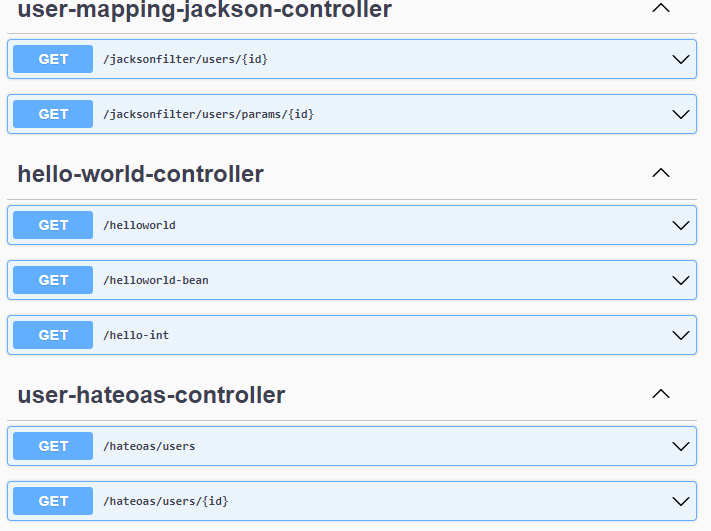 user-mapping-jackson-controller
GET /jacksonfilter/users/{id}
GET /jacksonfilter/users/params/{id}
hello-world-controller
GET /helloworld
GET /helloworld-bean
GET /hello-int
user-hateoas-controller
GET /hateoas/users
GET /hateoas/users/{id}